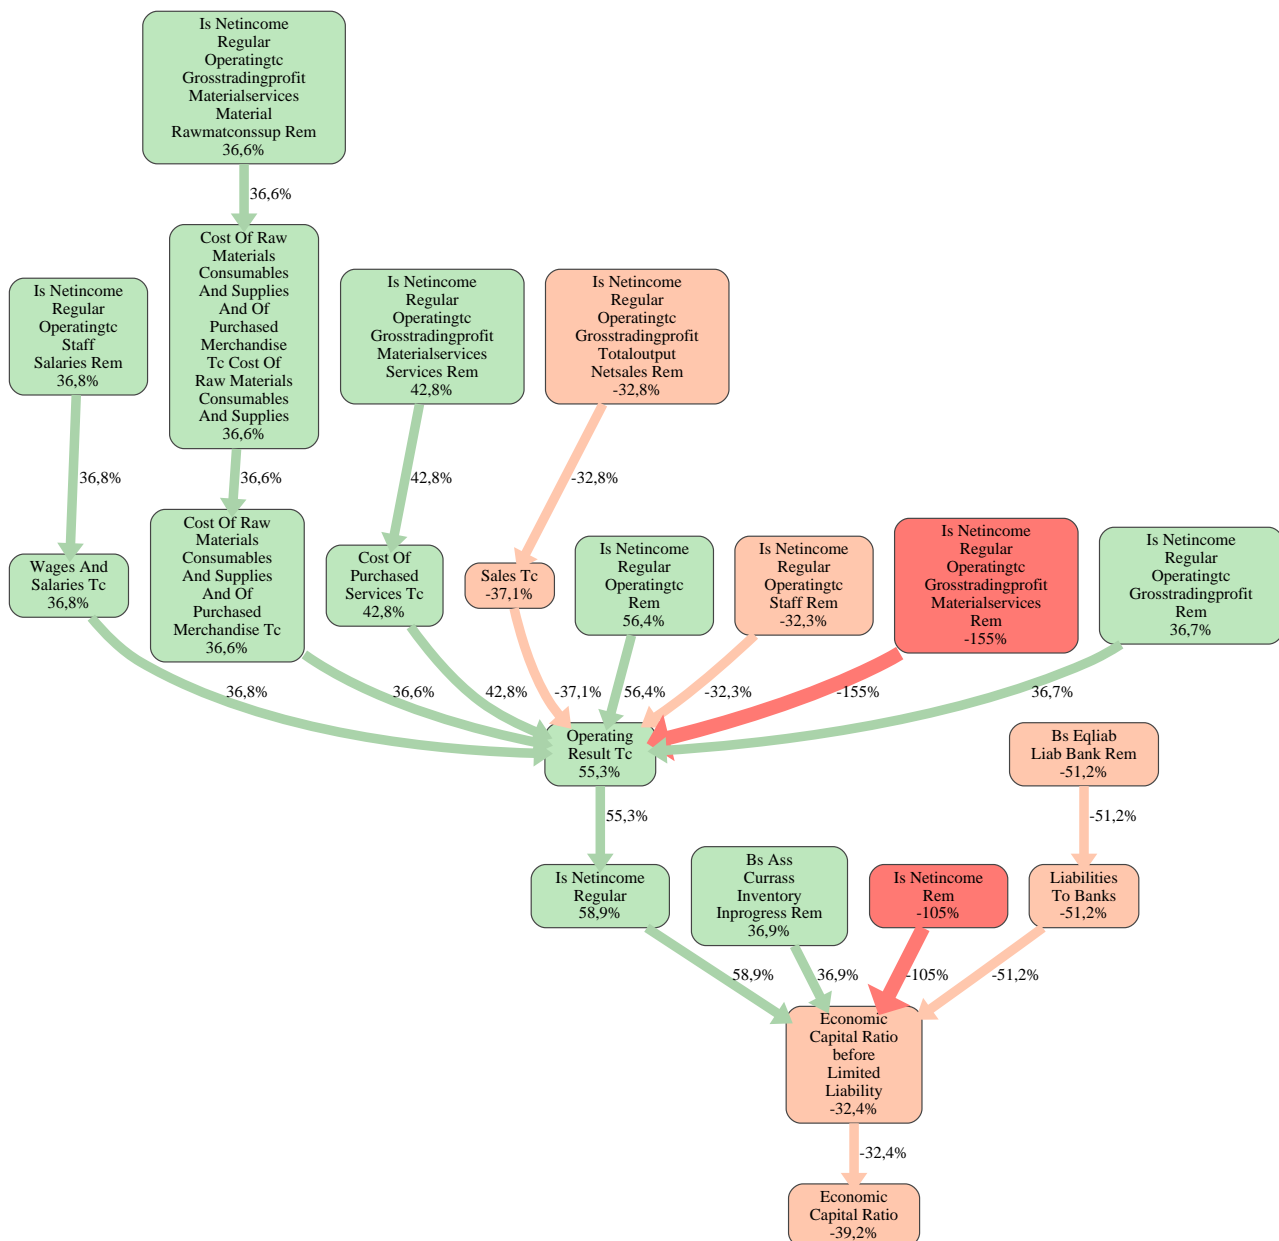 Is Netincome
Regular
Operatingtc
Grosstradingprofit
Materialservices
Material
Rawmatconssup Rem
36,6%
36,6%
Cost Of Raw
Materials
Consumables
And Supplies
And Of
Purchased
Merchandise
Tc Cost Of
Raw Materials
Consumables
And Supplies
36,6%
Is Netincome
Regular
Operatingtc
Staff
Salaries Rem
36,8%
Is Netincome
Regular
Operatingtc
Grosstradingprofit
Materialservices
Services Rem
42,8%
Is Netincome
Regular
Operatingtc
Grosstradingprofit
Totaloutput
Netsales Rem
-32,8%
36,8%
36,6%
42,8%
-32,8%
Wages And
Salaries Tc
36,8%
Cost Of Raw
Materials
Consumables
And Supplies
And Of
Purchased
Merchandise Tc
36,6%
Cost Of
Purchased
Services Tc
42,8%
Sales Tc
-37,1%
Is Netincome
Regular
Operatingtc
Rem
56,4%
Is Netincome
Regular
Operatingtc
Staff Rem
-32,3%
Is Netincome
Regular
Operatingtc
Grosstradingprofit
Materialservices
Rem
-155%
Is Netincome
Regular
Operatingtc
Grosstradingprofit
Rem
36,7%
36,8%
36,6%
42,8%
-37,1%
56,4%
-32,3%
-155%
36,7%
Operating
Result Tc
55,3%
Bs Eqliab
Liab Bank Rem
-51,2%
55,3%
-51,2%
Is Netincome
Regular
58,9%
Bs Ass
Currass
Inventory
Inprogress Rem
36,9%
Is Netincome
Rem
-105%
Liabilities
To Banks
-51,2%
58,9%
36,9%
-105%
-51,2%
Economic
Capital Ratio
before
Limited
Liability
-32,4%
-32,4%
Economic
Capital Ratio
-39,2%